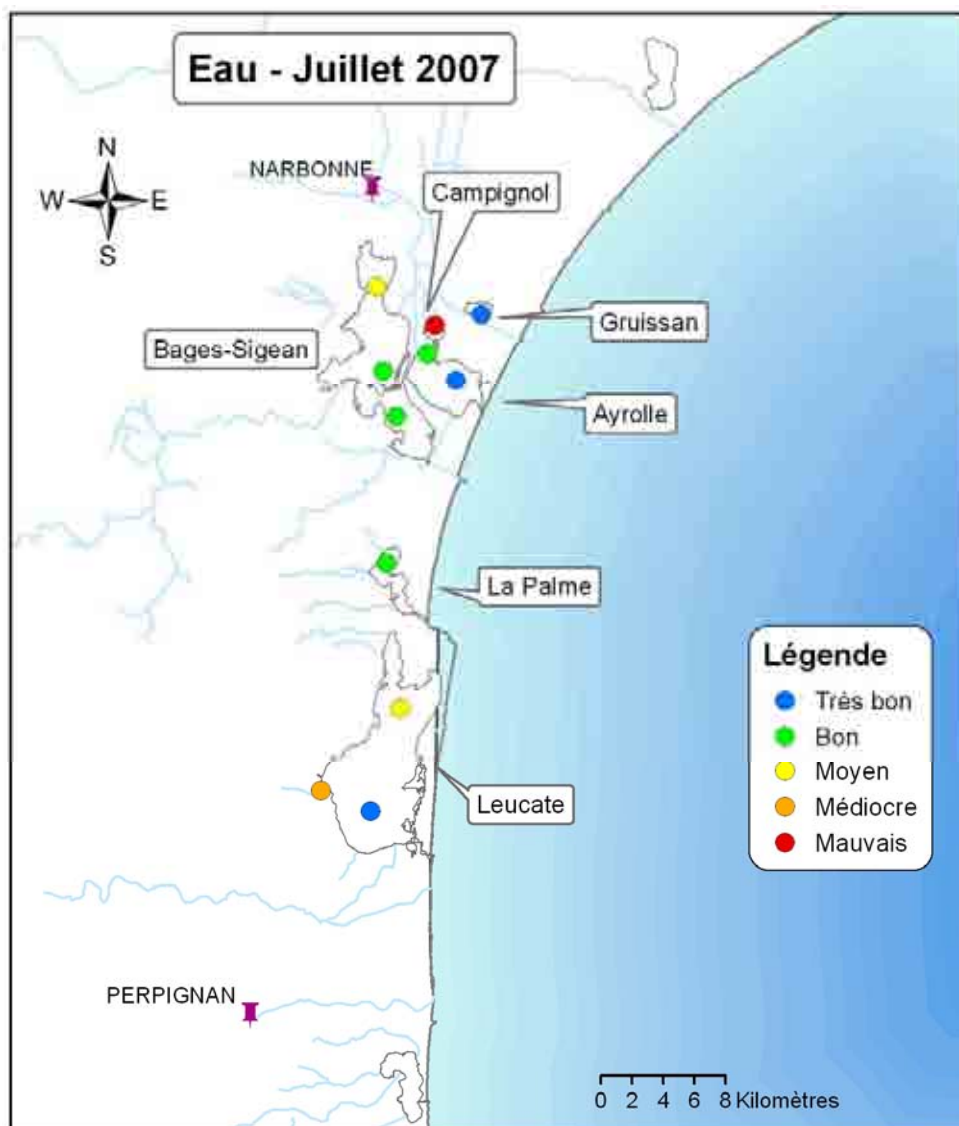 Eau - Juillet 2007
N
W
E
S
NARBONNE
Campignol
Gruissan
Bages-Sigean
Ayrolle
La Palme
Légende
Très bon
Bon
Moyen
Médiocre
Mauvais
Leucate
PERPIGNAN
0 2 4 6 8 Kilomètres